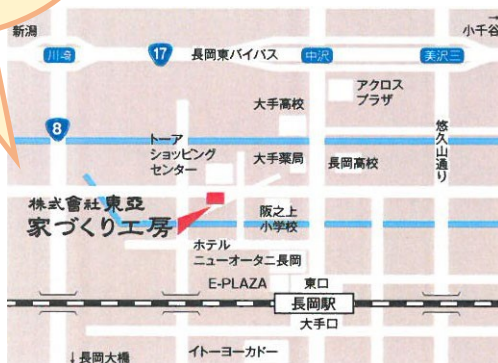 新潟
小千谷
川崎
17
長岡東バイパス
中沢
美沢三
アクロス
プラザ
大手高校
8
トーア
ショッピング
センター
大手薬局
長岡高校
悠久山通り
株式會社東亞
家づくり工房
阪之上
小学校
ホテル
ニューオータニ長岡
E-PLAZA
東口
長岡駅
大手口
↓長岡大橋
イトーヨーカドー